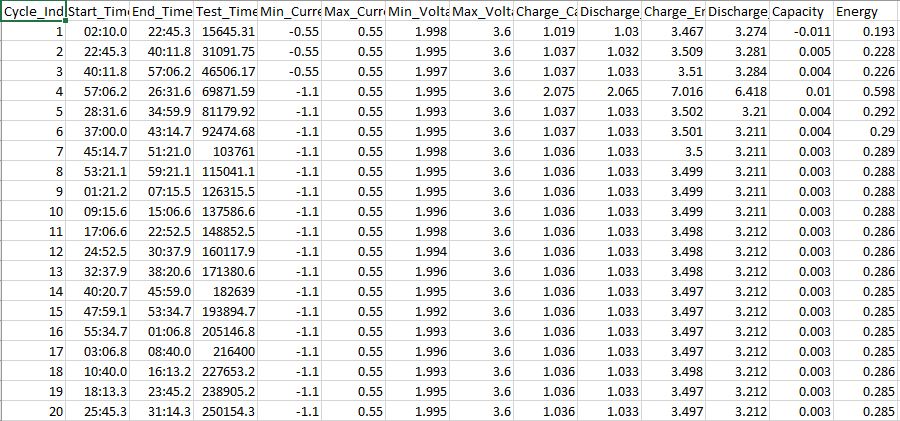 Cycle_Ind Start_Time End_Time Test_Time Min_Curre Max_Curr Min_Volta Max_Volt Charge_Ca Discharge_ Charge_Er Discharge_ Capacity Energy
1 02:10.0 22:45.3 15645.31 -0.55 0.55 1.998 3.6 1.019 1.03 3.467 3.274 -0.011 0.193
2 22:45.3 40:11.8 31091.75 -0.55 0.55 1.995 3.6 1.037 1.032 3.509 3.281 0.005 0.228
3 40:11.8 57:06.2 46506.17 -0.55 0.55 1.997 3.6 1.037 1.033 3.51 3.284 0.004 0.226
4 57:06.2 26:31.6 69871.59 -1.1 0.55 1.995 3.6 2.075 2.065 7.016 6.418 0.01 0.598
5 28:31.6 34:59.9 81179.92 -1.1 0.55 1.993 3.6 1.037 1.033 3.502 3.21 0.004 0.292
6 37:00.0 43:14.7 92474.68 -1.1 0.55 1.995 3.6 1.037 1.033 3.501 3.211 0.004 0.29
7 45:14.7 51:21.0 103761 -1.1 0.55 1.998 3.6 1.036 1.033 3.5 3.211 0.003 0.289
8 53:21.1 59:21.1 115041.1 -1.1 0.55 1.995 3.6 1.036 1.033 3.499 3.211 0.003 0.288
9 01:21.2 07:15.5 126315.5 -1.1 0.55 1.995 3.6 1.036 1.033 3.499 3.211 0.003 0.288
10 09:15.6 15:06.6 137586.6 -1.1 0.55 1.996 3.6 1.036 1.033 3.499 3.211 0.003 0.288
11 17:06.6 22:52.5 148852.5 -1.1 0.55 1.998 3.6 1.036 1.033 3.498 3.212 0.003 0.286
12 24:52.5 30:37.9 160117.9 -1.1 0.55 1.994 3.6 1.036 1.033 3.498 3.212 0.003 0.286
13 32:37.9 38:20.6 171380.6 -1.1 0.55 1.996 3.6 1.036 1.033 3.498 3.212 0.003 0.286
14 40:20.7 45:59.0 182639 -1.1 0.55 1.995 3.6 1.036 1.033 3.497 3.212 0.003 0.285
15 47:59.1 53:34.7 193894.7 -1.1 0.55 1.992 3.6 1.036 1.033 3.497 3.212 0.003 0.285
16 55:34.7 01:06.8 205146.8 -1.1 0.55 1.993 3.6 1.036 1.033 3.497 3.212 0.003 0.285
17 03:06.8 08:40.0 216400 -1.1 0.55 1.996 3.6 1.036 1.033 3.497 3.212 0.003 0.285
18 10:40.0 16:13.2 227653.2 -1.1 0.55 1.993 3.6 1.036 1.033 3.498 3.212 0.003 0.286
19 18:13.3 23:45.2 238905.2 -1.1 0.55 1.995 3.6 1.036 1.033 3.497 3.212 0.003 0.285
20 25:45.3 31:14.3 250154.3 -1.1 0.55 1.995 3.6 1.036 1.033 3.497 3.212 0.003 0.285